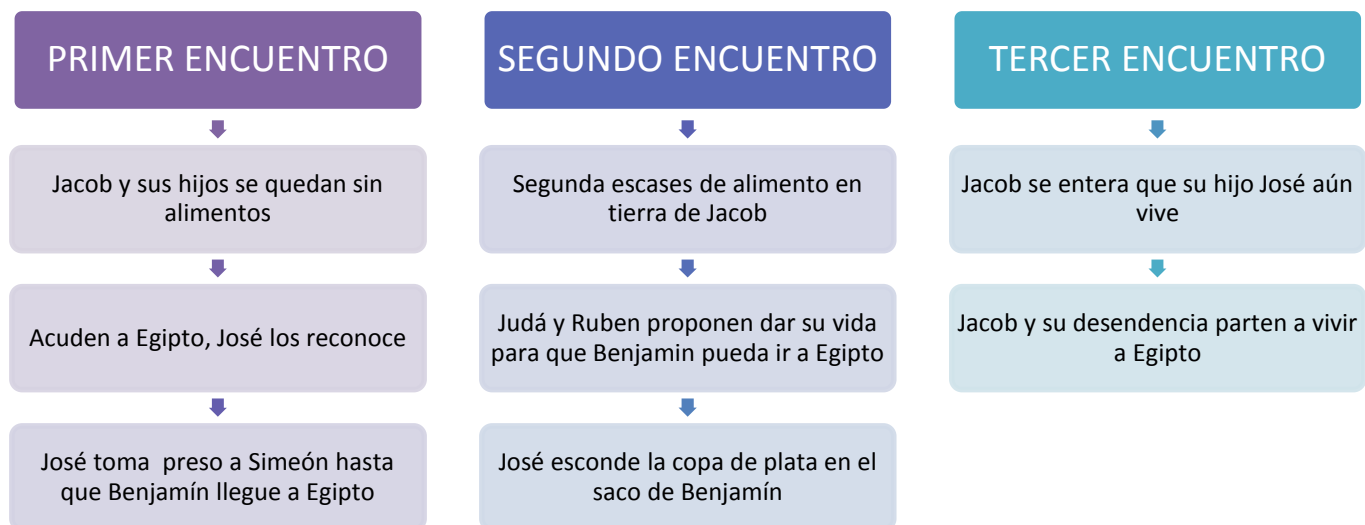 PRIMER ENCUENTRO
Jacob y sus hijos se quedan sin
alimentos
Acuden a Egipto, José los reconoce
José toma  preso a Simeón hasta
que Benjamín llegue a Egipto
SEGUNDO ENCUENTRO
Segunda escases de alimento en
tierra de Jacob
Judá y Ruben proponen dar su vida
para que Benjamin pueda ir a Egipto
José esconde la copa de plata en el
saco de Benjamín
TERCER ENCUENTRO
Jacob se entera que su hijo José aún
vive
Jacob y su desendencia parten a vivir
a Egipto